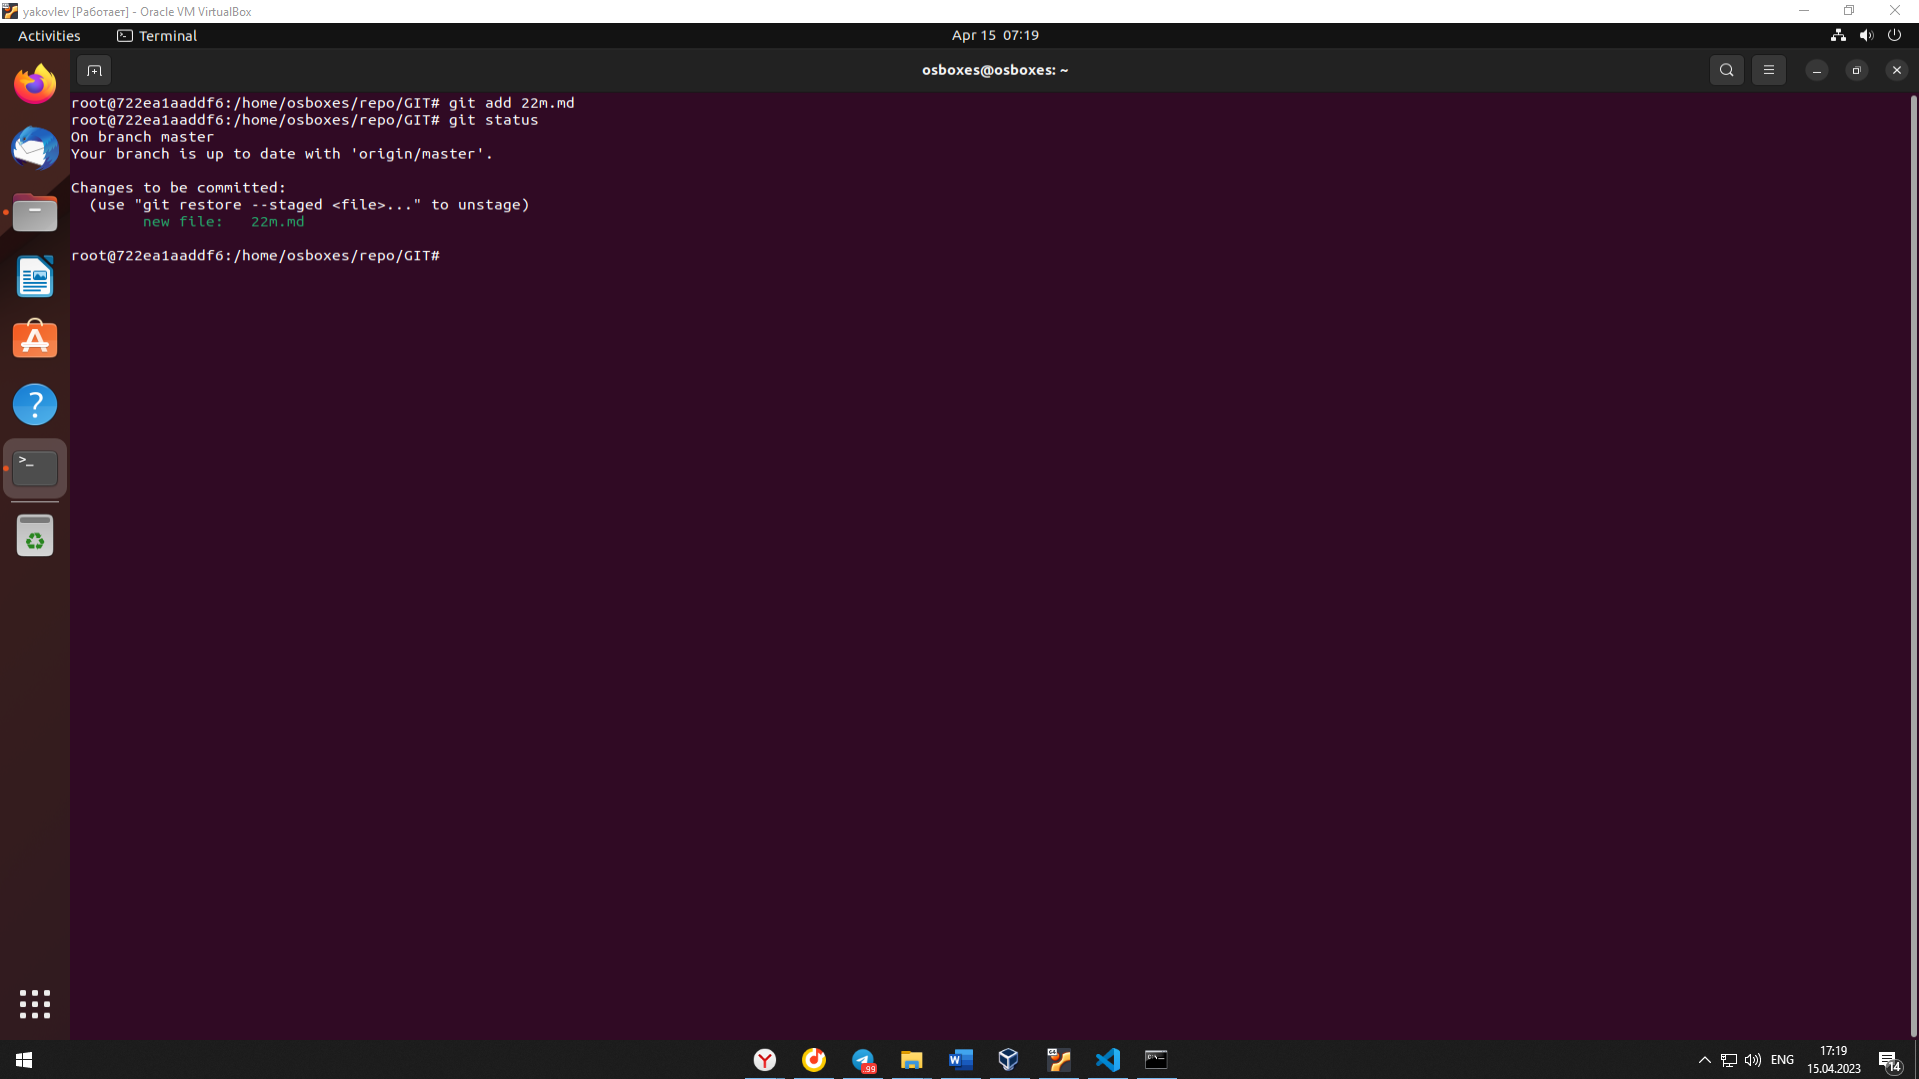 yakovlev [Работает] - Oracle VM VirtualBox
Activities
Terminal
Apr 15 07:19
osboxes@osboxes: ~
root@722ea1aaddf6:/home/osboxes/repo/GIT# git add 22m.md
root@722ea1aaddf6:/home/osboxes/repo/GIT# git status
On branch master
Your branch is up to date with 'origin/master'.
Changes to be committed:
(use "git restore --staged <file>..." to unstage)
new file: 22m.md
root@722ea1aaddf6:/home/osboxes/repo/GIT#
99
ENG
17:19
15.04.2023
14